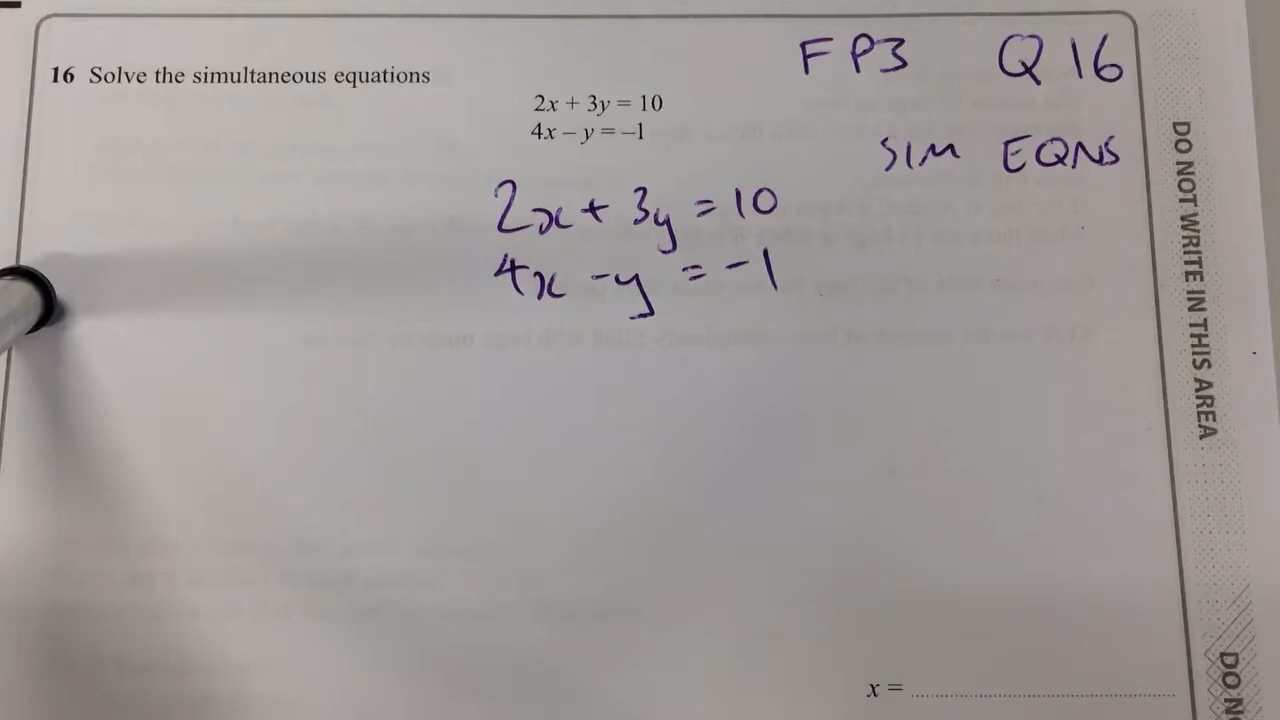 FP3 Q16
16 Solve the simultaneous equations
2x + 3y = 10
4x – y = –1
SIM EQNS
2x + 3y = 10
4x - y = -1
x =
DO NOT WRITE IN THIS AREA
DO N